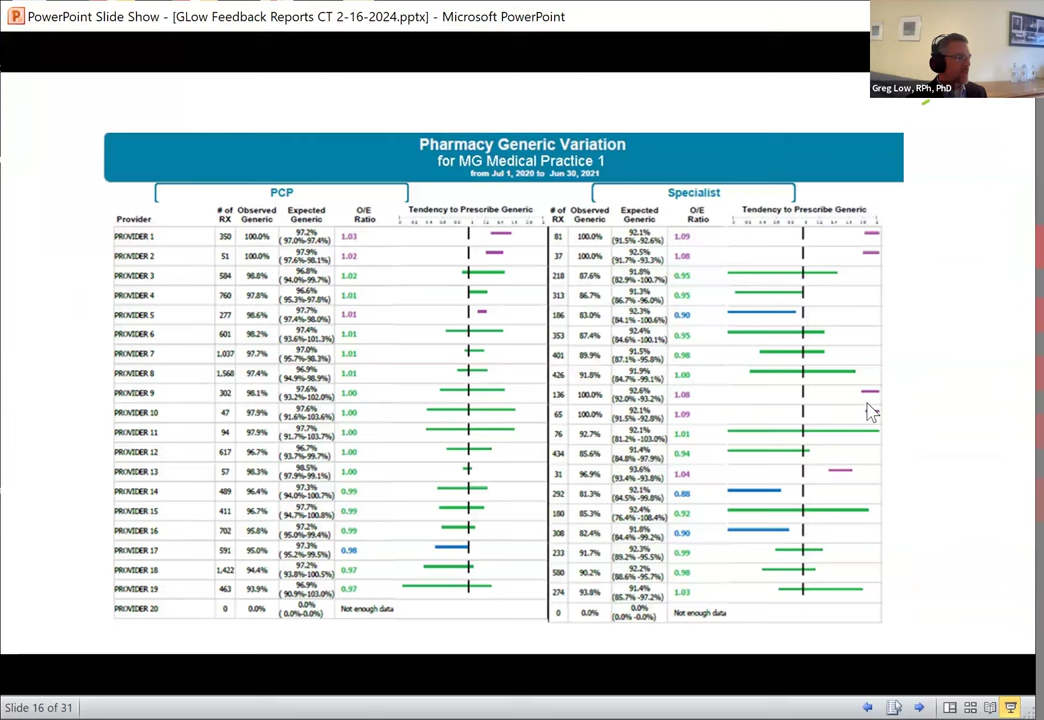 PowerPoint Slide Show - [GLow Feedback Reports CT 2-16-2024.pptx] - Microsoft PowerPoint
Greg Low, RPh, PhD
Pharmacy Generic Variation
for MG Medical Practice 1
from Jul 1, 2020 to Jun 30, 2021
PCP Specialist
Provider # of RX Observed Generic Expected Generic O/E Ratio Tendency to Prescribe Generic # of RX Observed Generic Expected Generic O/E Ratio Tendency to Prescribe Generic
PROVIDER 1 350 100.0% 97.2% (97.0%-97.4%) 1.03 81 100.0% 92.1% (91.5% -92.6%) 1.09
PROVIDER 2 51 100.0% 97.9% (97.6%-98.1%) 1.02 37 100.0% 92.5% (91.7% -93.3%) 1.08
PROVIDER 3 584 98.8% 96.8% (94.0%-99.7%) 1.02 218 87.6% 91.8% (82.9% -100.7%) 0.95
PROVIDER 4 760 97.8% 96.6% (95.3%-97.8%) 1.01 313 86.7% 91.3% (86.7% -96.0%) 0.95
PROVIDER 5 277 98.6% 97.7% (97.4%-98.0%) 1.01 186 83.0% 92.3% (84.1% -100.6%) 0.90
PROVIDER 6 601 98.2% 97.4% (93.6%-101.3%) 1.01 353 87.4% 92.4% (84.6% -100.1%) 0.95
PROVIDER 7 1,037 97.7% 97.0% (95.7%-98.3%) 1.01 401 89.9% 91.5% (87.1% -95.8%) 0.98
PROVIDER 8 1,568 97.4% 96.9% (94.9%-98.9%) 1.01 426 91.8% 91.9% (84.7% -99.1%) 1.00
PROVIDER 9 302 98.1% 97.6% (93.2%-102.0%) 1.00 136 100.0% 92.6% (92.0% -93.2%) 1.08
PROVIDER 10 47 97.9% 97.6% (91.6%-103.6%) 1.00 65 100.0% 92.1% (91.5% -92.8%) 1.09
PROVIDER 11 94 97.9% 97.7% (91.7%-103.7%) 1.00 76 92.7% 92.1% (81.2% -103.0%) 1.01
PROVIDER 12 617 96.7% 96.7% (93.7%-99.7%) 1.00 434 85.6% 91.4% (84.8% -97.9%) 0.94
PROVIDER 13 57 98.3% 98.5% (97.9%-99.1%) 1.00 31 96.9% 93.6% (93.4% -93.8%) 1.04
PROVIDER 14 489 96.4% 97.3% (94.0%-100.7%) 0.99 292 81.3% 92.1% (84.5% -99.8%) 0.88
PROVIDER 15 411 96.7% 97.7% (94.7%-100.8%) 0.99 180 85.3% 92.4% (76.4% -108.4%) 0.92
PROVIDER 16 702 95.8% 97.2% (95.0%-99.4%) 0.99 308 82.4% 91.8% (84.4% -99.2%) 0.90
PROVIDER 17 591 95.0% 97.3% (95.2%-99.5%) 0.98 233 91.7% 92.3% (89.2% -95.5%) 0.99
PROVIDER 18 1,422 94.4% 97.2% (93.8%-100.5%) 0.97 580 90.2% 92.2% (88.6% -95.7%) 0.98
PROVIDER 19 463 93.9% 96.9% (90.9%-103.0%) 0.97 274 93.8% 91.4% (85.7% -97.2%) 1.03
PROVIDER 20 0 0.0% 0.0% (0.0%-0.0%) Not enough data 0 0.0% 0.0% (0.0% -0.0%) Not enough data
Slide 16 of 31